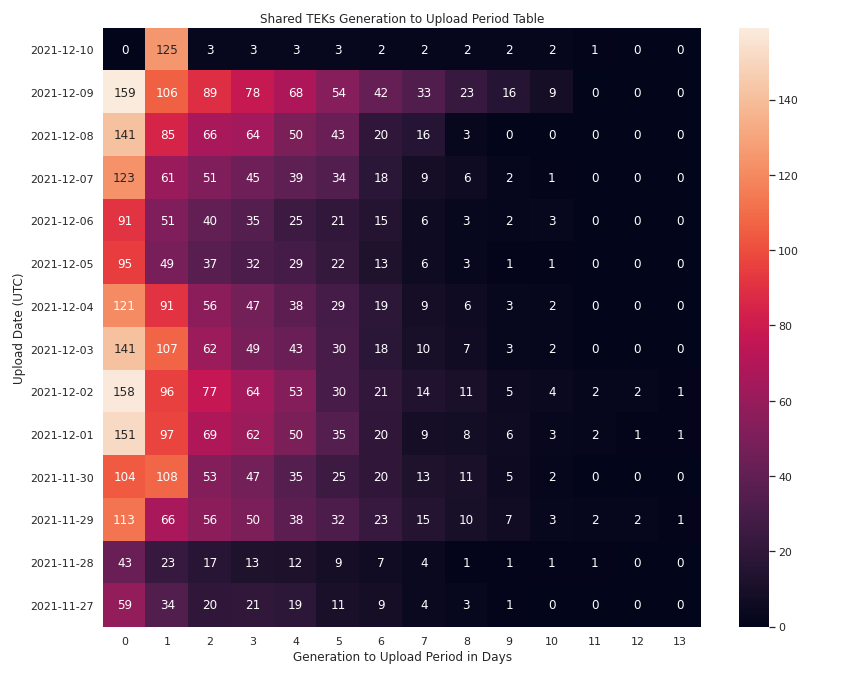 Shared TEKs Generation to Upload Period Table
2021-12-10 0 125 3 3 3 3 2 2 2 2 2 1 0 0
2021-12-09 159 106 89 78 68 54 42 33 23 16 9 0 0 0
2021-12-08 141 85 66 64 50 43 20 16 3 0 0 0 0 0
2021-12-07 123 61 51 45 39 34 18 9 6 2 1 0 0 0
2021-12-06 91 51 40 35 25 21 15 6 3 2 3 0 0 0
2021-12-05 95 49 37 32 29 22 13 6 3 1 1 0 0 0
2021-12-04 121 91 56 47 38 29 19 9 6 3 2 0 0 0
2021-12-03 141 107 62 49 43 30 18 10 7 3 2 0 0 0
2021-12-02 158 96 77 64 53 30 21 14 11 5 4 2 2 1
2021-12-01 151 97 69 62 50 35 20 9 8 6 3 2 1 1
2021-11-30 104 108 53 47 35 25 20 13 11 5 2 0 0 0
2021-11-29 113 66 56 50 38 32 23 15 10 7 3 2 2 1
2021-11-28 43 23 17 13 12 9 7 4 1 1 1 1 0 0
2021-11-27 59 34 20 21 19 11 9 4 3 1 0 0 0 0
0 1 2 3 4 5 6 7 8 9 10 11 12 13
Generation to Upload Period in Days
Upload Date (UTC)
140
120
100
80
60
40
20
0